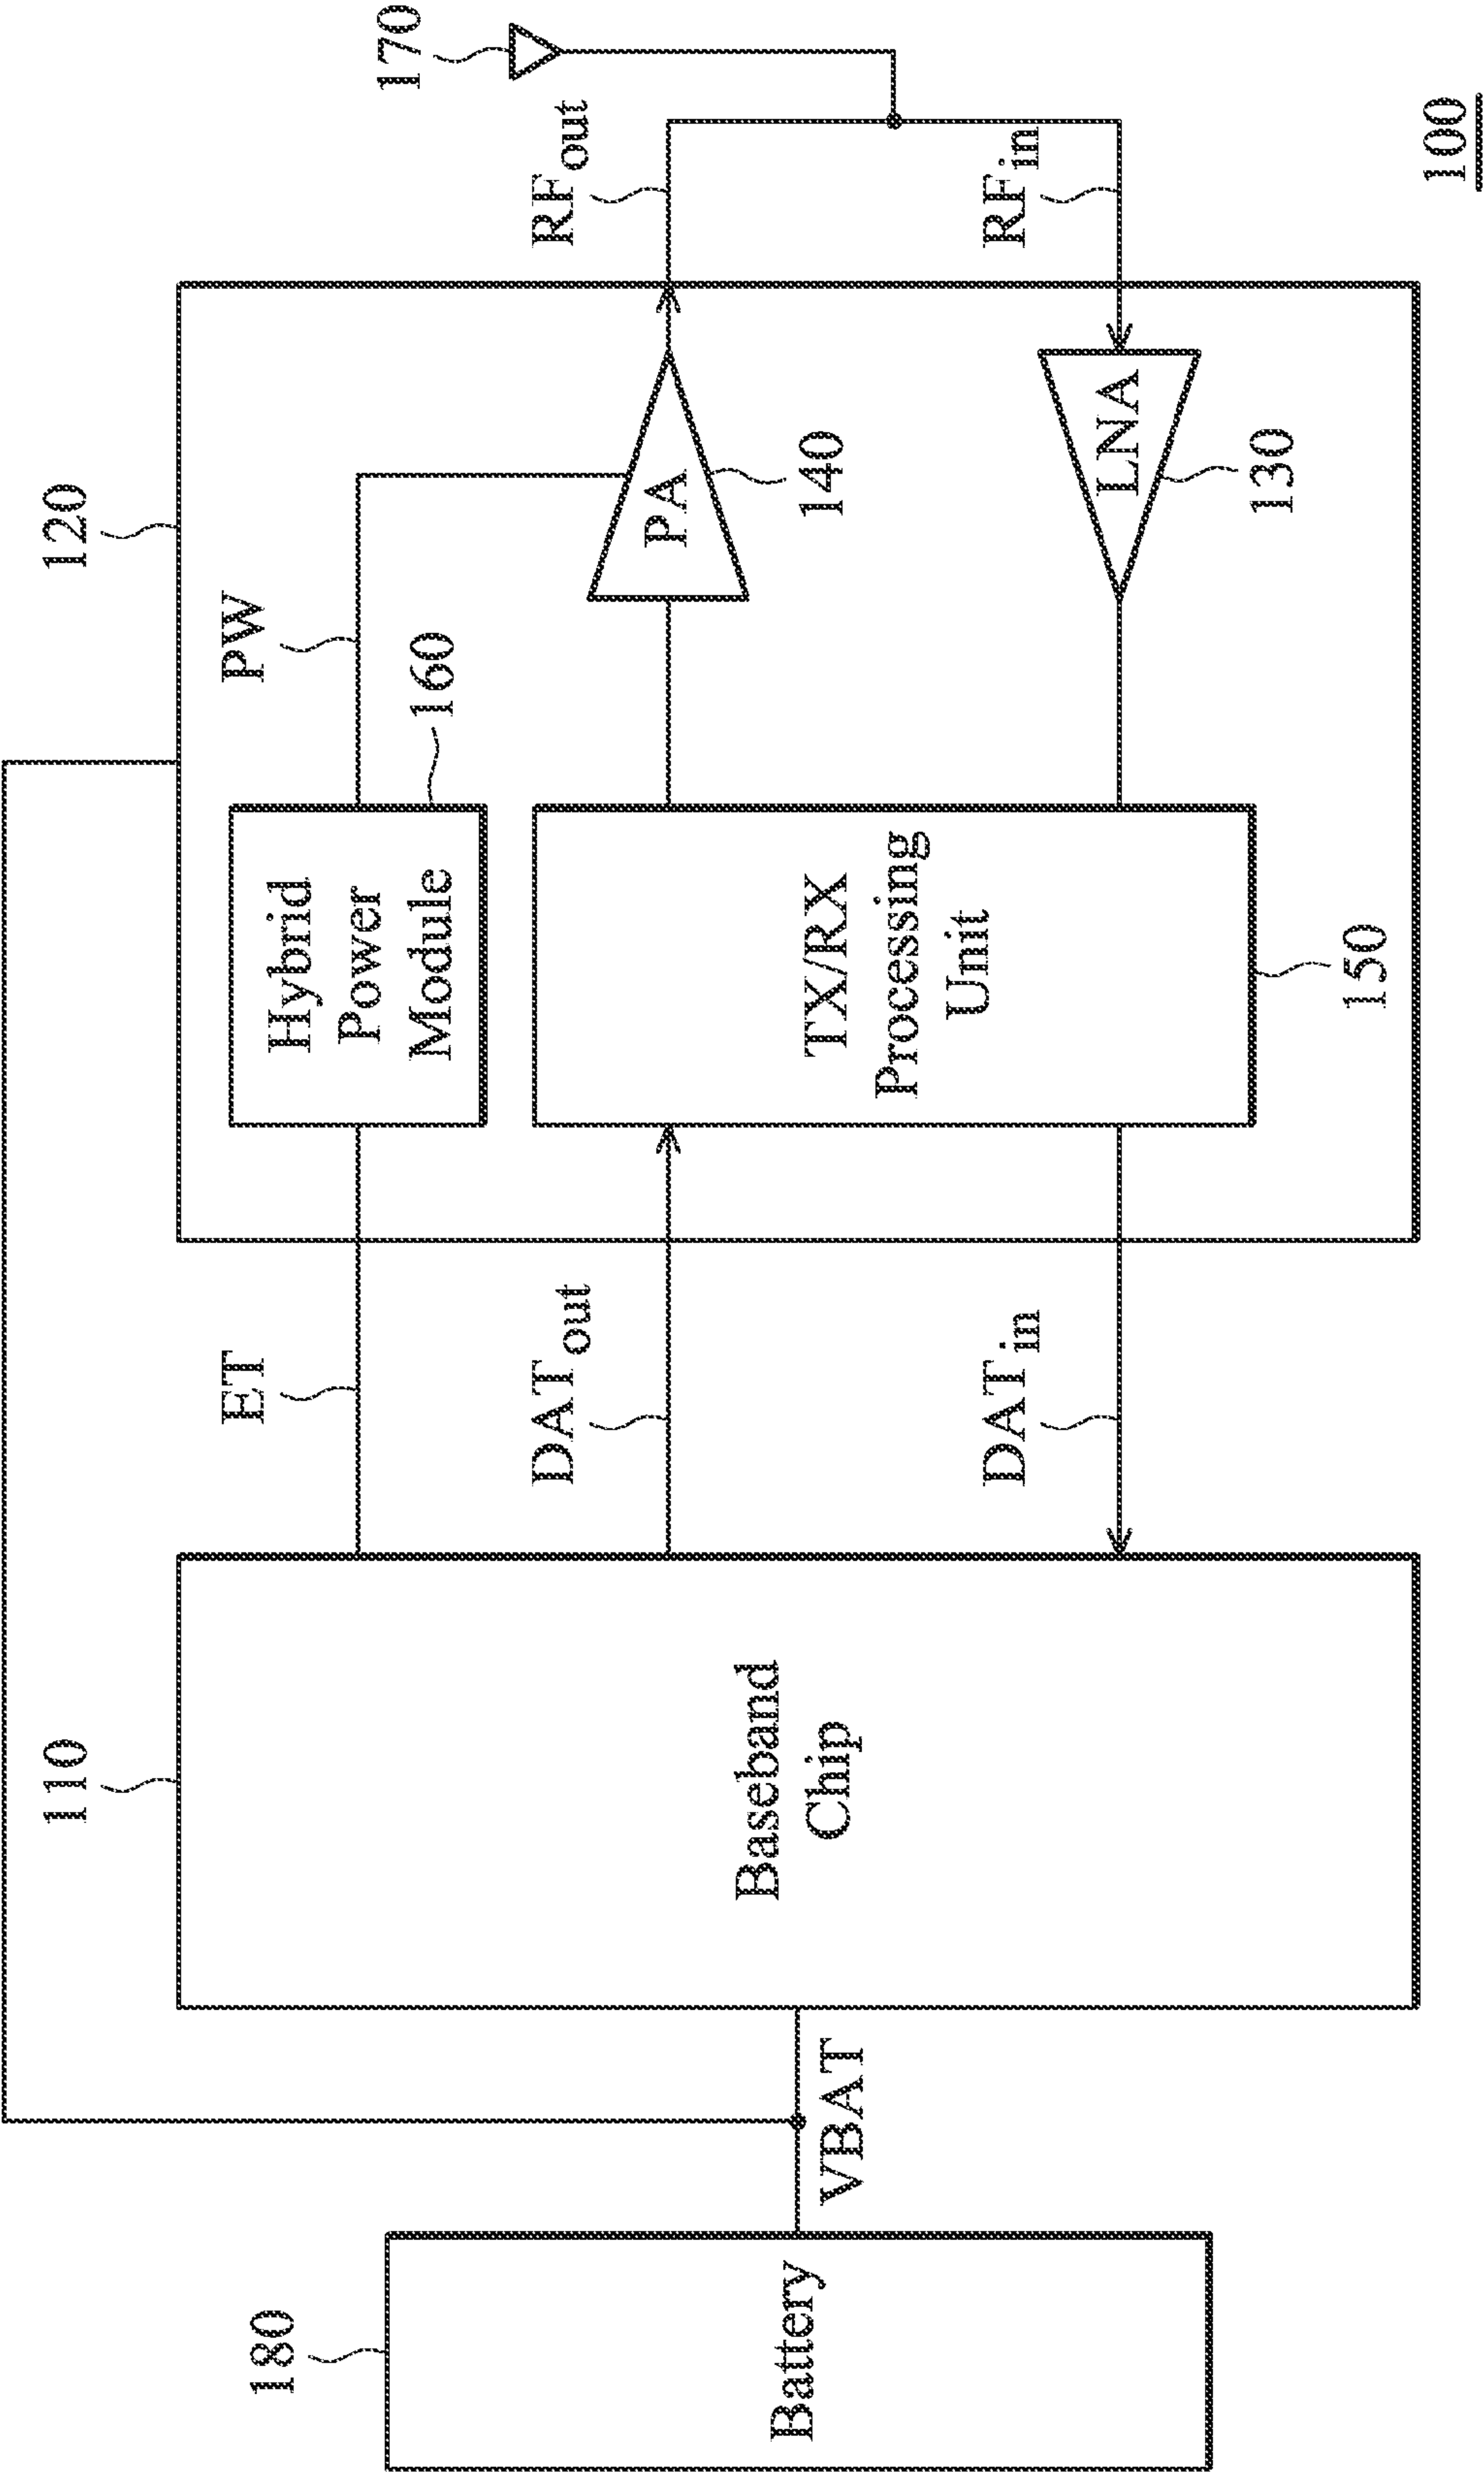 180
Battery
VBAT
110
Baseband
Chip
ET
DATout
DATin
120
Hybrid
Power
Module
160
PW
TX/RX
Processing
Unit
150
PA
140
LNA
130
RFout
RFin
170
100